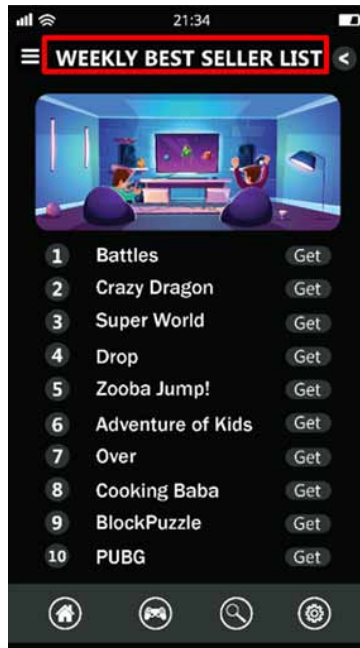 21:34
WEEKLY BEST SELLER LIST
1 Battles Get
2 Crazy Dragon Get
3 Super World Get
4 Drop Get
5 Zooba Jump! Get
6 Adventure of Kids Get
7 Over Get
8 Cooking Baba Get
9 BlockPuzzle Get
10 PUBG Get